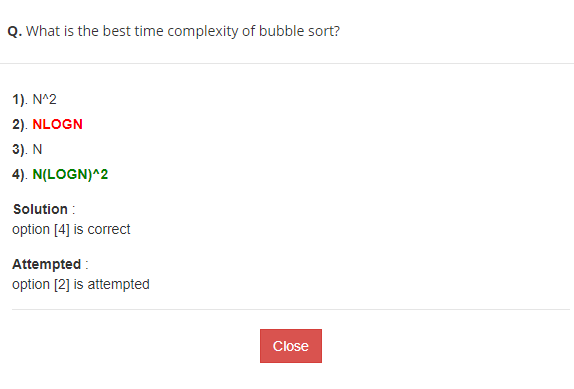 Q. What is the best time complexity of bubble sort?
1). N^2
2). NLOGN
3). N
4). N(LOGN)^2
Solution :
option [4] is correct
Attempted :
option [2] is attempted
Close